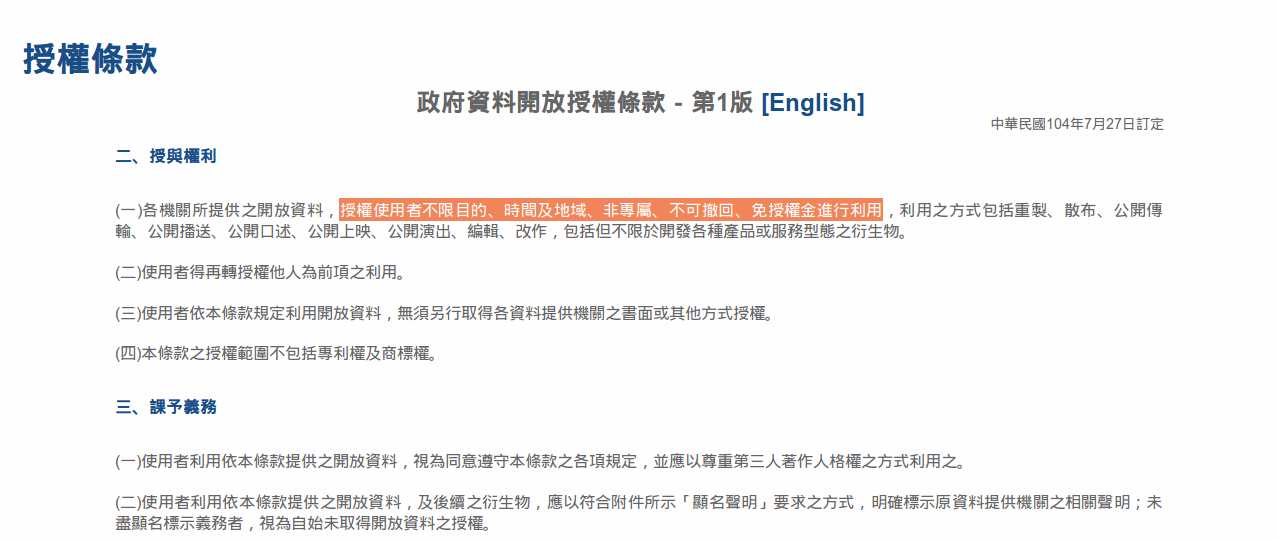 授權條款
政府資料開放授權條款 - 第1版 [English]
中華民國104年7月27日訂定
二、授與權利
(一)各機關所提供之開放資料，授權使用者不限目的、時間及地域、非專屬、不可撤回、免授權金進行利用，利用之方式包括重製、散布、公開傳
輸、公開播送、公開口述、公開上映、公開演出、編輯、改作，包括但不限於開發各種產品或服務型態之衍生物。
(二)使用者得再轉授權他人為前項之利用。
(三)使用者依本條款規定利用開放資料，無須另行取得各資料提供機關之書面或其他方式授權。
(四)本條款之授權範圍不包括專利權及商標權。
三、課予義務
(一)使用者利用依本條款提供之開放資料，視為同意遵守本條款之各項規定，並應以尊重第三人著作人格權之方式利用之。
(二)使用者利用依本條款提供之開放資料，及後續之衍生物，應以符合附件所示「顯名聲明」要求之方式，明確標示原資料提供機關之相關聲明；未
盡顯名標示義務者，視為自始未取得開放資料之授權。